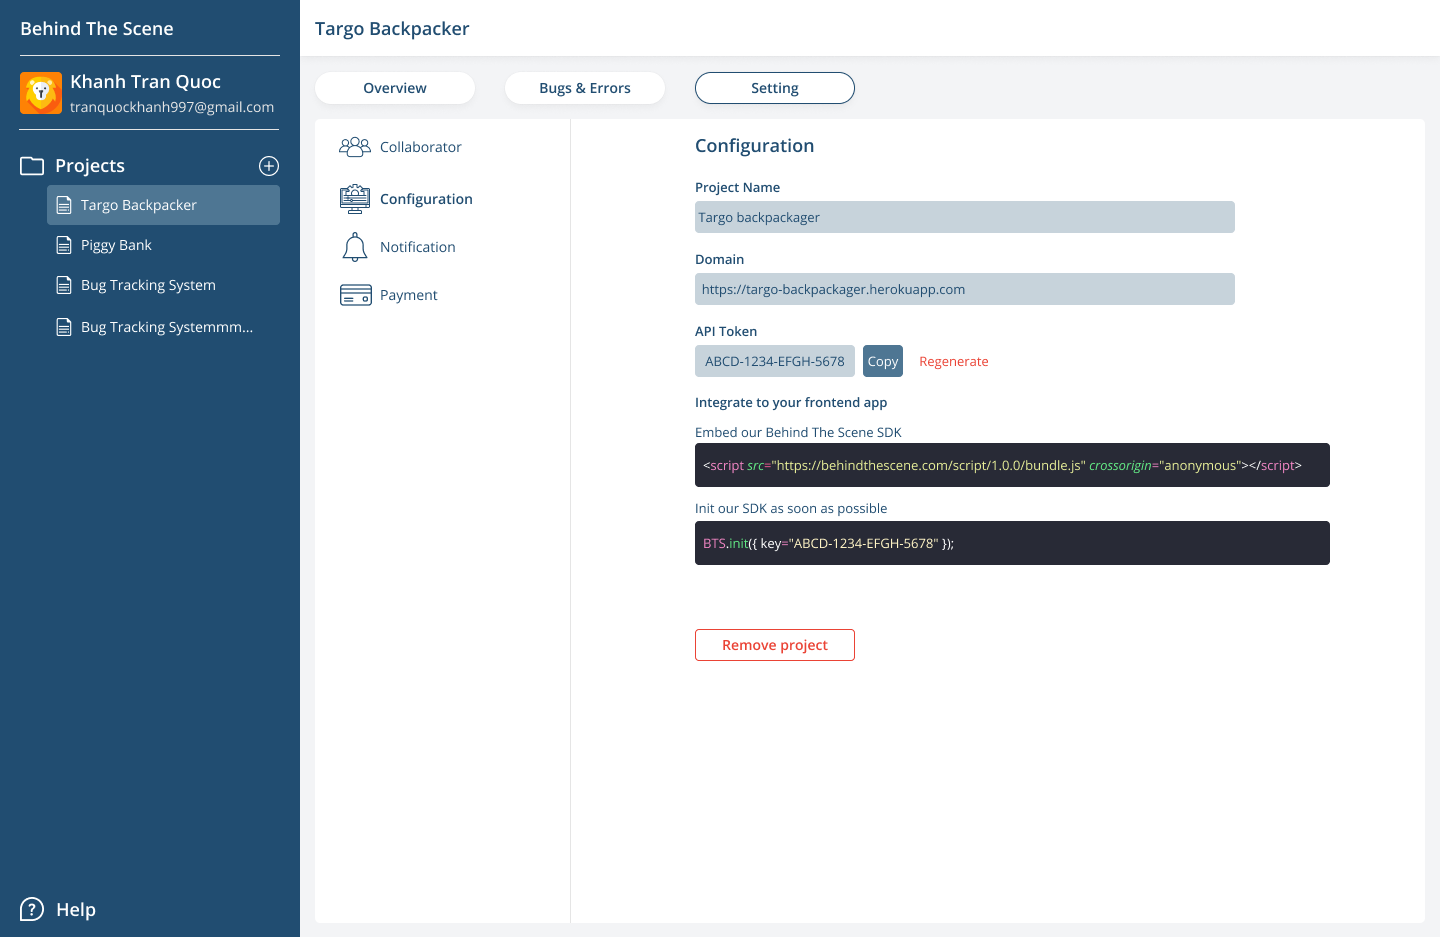 Behind The Scene
Khanh Tran Quoc
tranquockhanh997@gmail.com
Projects
Targo Backpacker
Piggy Bank
Bug Tracking System
Bug Tracking Systemmm...
? Help
Targo Backpacker
Overview
Bugs & Errors
Setting
Collaborator
Configuration
Notification
Payment
Configuration
Project Name
Targo backpackager
Domain
https://targo-backpackager.herokuapp.com
API Token
ABCD-1234-EFGH-5678 Copy Regenerate
Integrate to your frontend app
Embed our Behind The Scene SDK
<script src="https://behindthescene.com/script/1.0.0/bundle.js" crossorigin="anonymous"></script>
Init our SDK as soon as possible
BTS.init({ key="ABCD-1234-EFGH-5678" });
Remove project